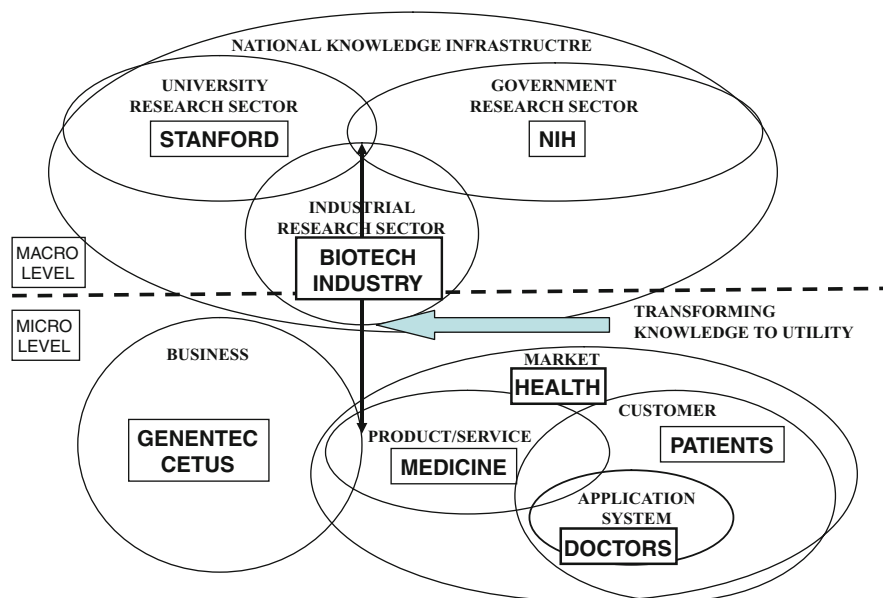 NATIONAL KNOWLEDGE INFRASTRUCTRE
UNIVERSITY
RESEARCH SECTOR
STANFORD
GOVERNMENT
RESEARCH SECTOR
NIH
INDUSTRIAL
RESEARCH SECTOR
BIOTECH
INDUSTRY
MACRO
LEVEL
MICRO
LEVEL
TRANSFORMING
KNOWLEDGE TO UTILITY
BUSINESS
GENENTEC
CETUS
MARKET
HEALTH
PRODUCT/SERVICE
MEDICINE
CUSTOMER
PATIENTS
APPLICATION
SYSTEM
DOCTORS